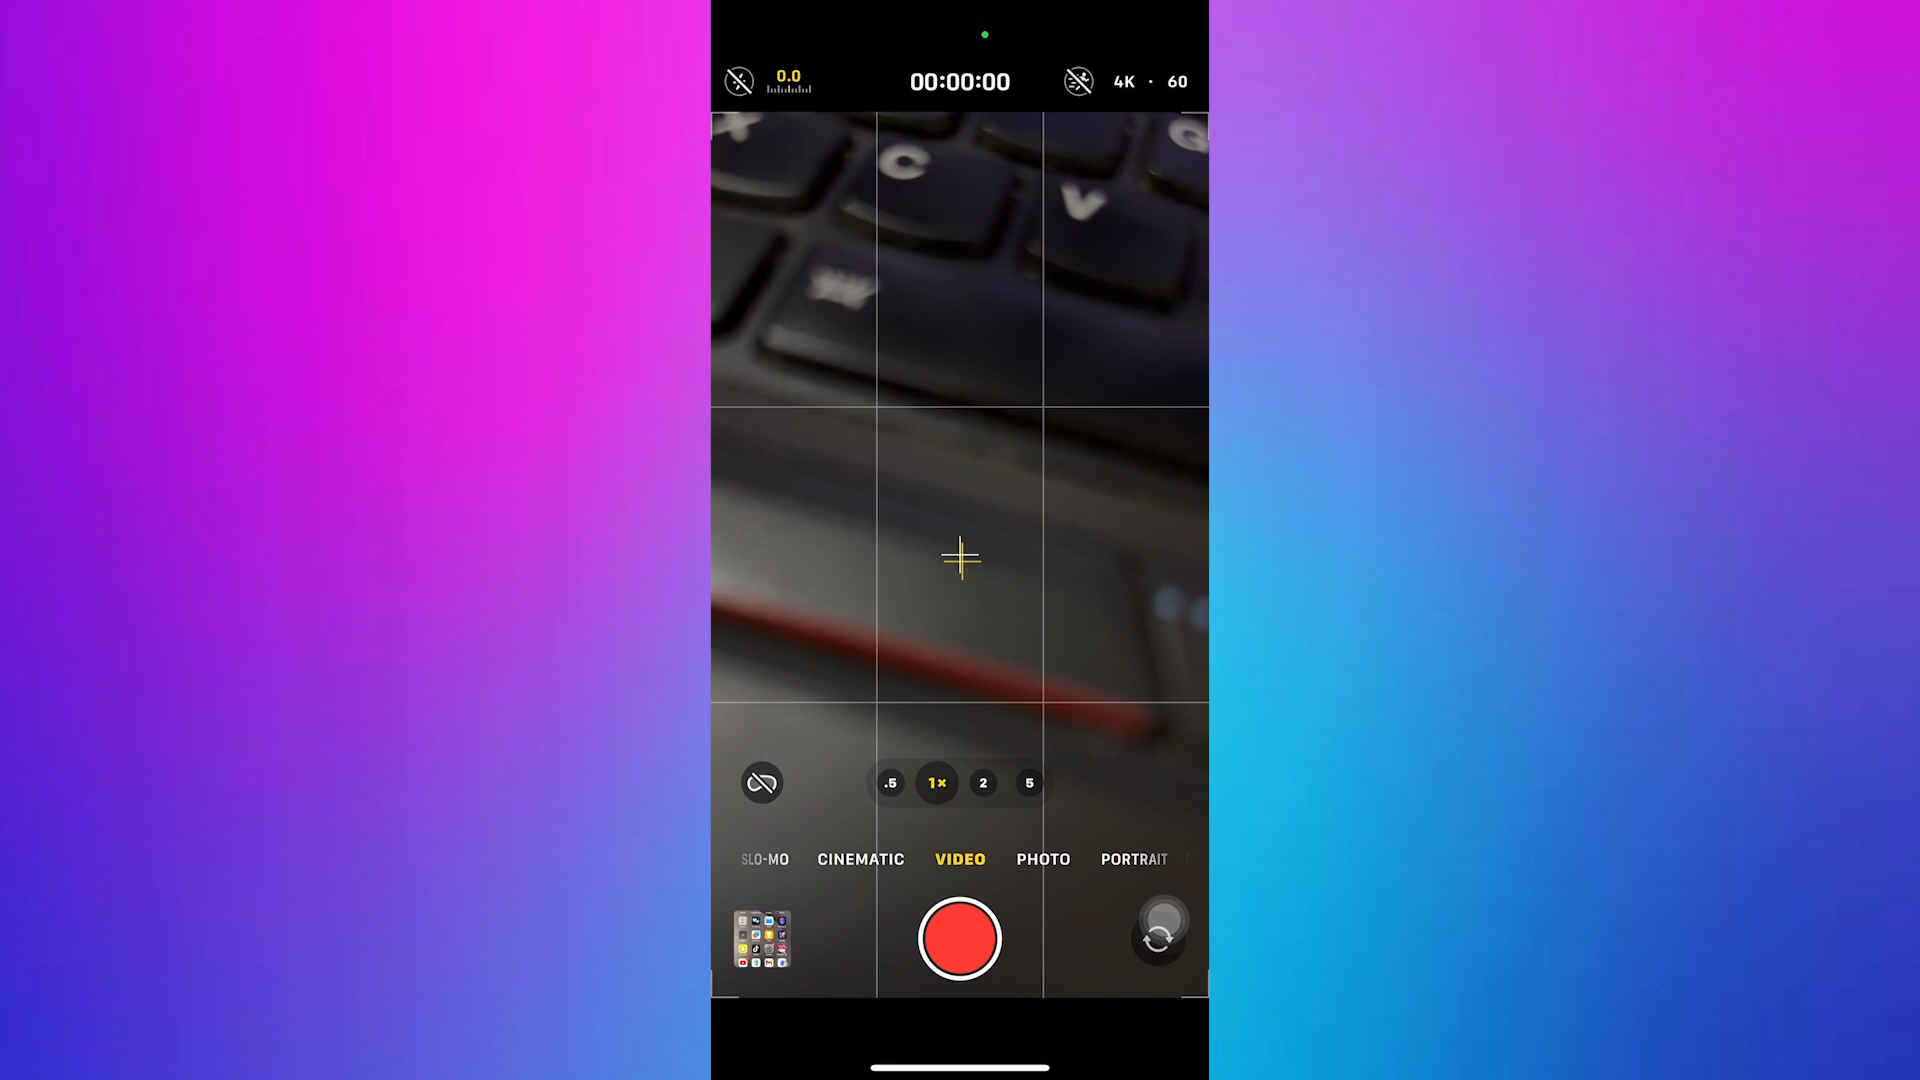 0.0
00:00:00
4K · 60
X
C
V
G
.5 1× 2 5
SLO-MO CINEMATIC VIDEO PHOTO PORTRAIT